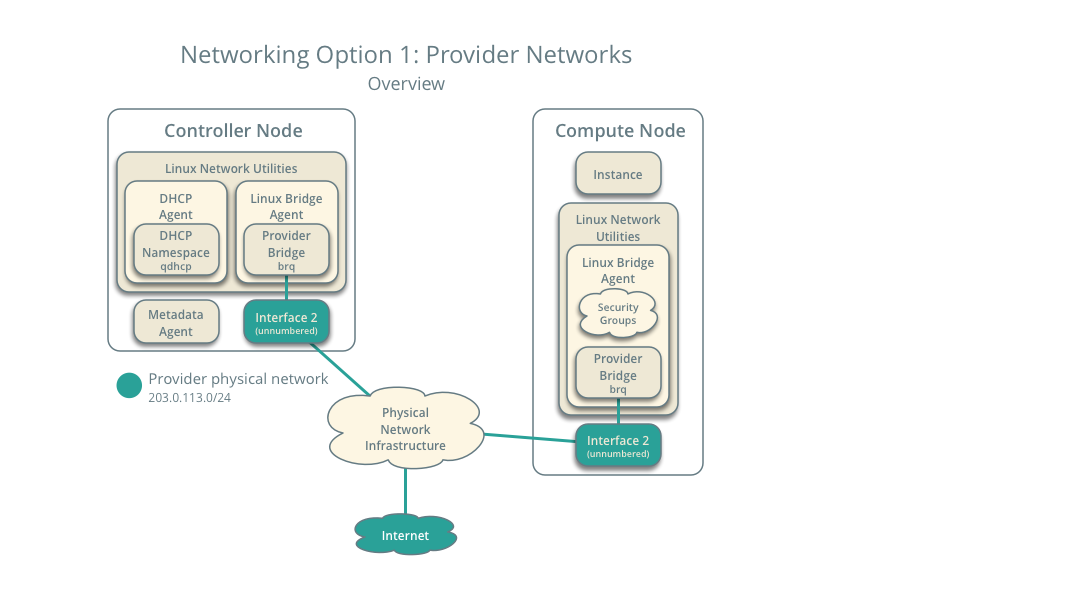 Networking Option 1: Provider Networks
Overview
Controller Node
Linux Network Utilities
DHCP
Agent
DHCP
Namespace
qdhcp
Linux Bridge
Agent
Provider
Bridge
brq
Metadata
Agent
Interface 2
(unnumbered)
Provider physical network
203.0.113.0/24
Physical
Network
Infrastructure
Internet
Compute Node
Instance
Linux Network
Utilities
Linux Bridge
Agent
Security
Groups
Provider
Bridge
brq
Interface 2
(unnumbered)